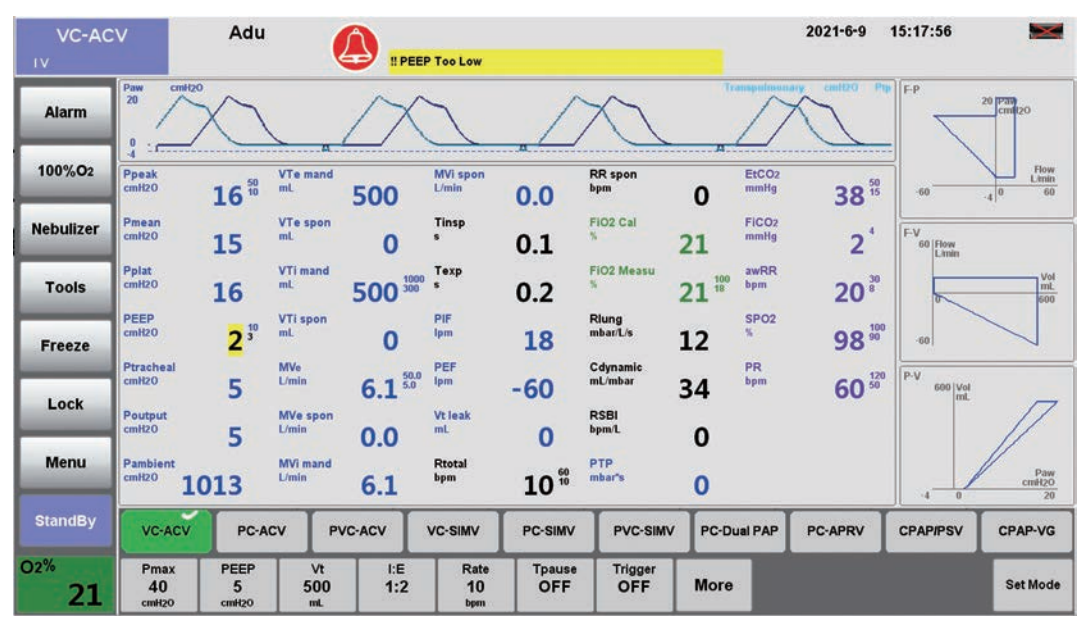 VC-ACV
IV
Adu
!! PEEP Too Low
2021-6-9 15:17:56
Alarm
100%O2
Nebulizer
Tools
Freeze
Lock
Menu
StandBy
O2%
21
Paw cmH2O
20
0
-4
Transpulmonary cmH2O Ptp
Ppeak
cmH2O
16 50 10
VTe mand
mL
500
MVi spon
L/min
0.0
RR spon
bpm
0
EtCO2
mmHg
38 50 15
Pmean
cmH2O
15
VTe spon
mL
0
Tinsp
s
0.1
FiO2 Cal
%
21
FiCO2
mmHg
2 4
Pplat
cmH2O
16
VTi mand
mL
500 1000 300
Texp
s
0.2
FiO2 Measu
%
21 100 18
awRR
bpm
20 30 8
PEEP
cmH2O
2 10 3
VTi spon
mL
0
PIF
lpm
18
Rlung
mbar/L/s
12
SPO2
%
98 100 90
Ptracheal
cmH2O
5
MVe
L/min
6.1 50.0 5.0
PEF
lpm
-60
Cdynamic
mL/mbar
34
PR
bpm
60 120 50
Poutput
cmH2O
5
MVe spon
L/min
0.0
Vt leak
mL
0
RSBI
bpm/L
0
Pambient
cmH2O
1013
MVi mand
L/min
6.1
Rtotal
bpm
10 60 10
PTP
mbar*s
0
F-P
20 Paw
cmH2O
Flow
L/min
-60 -4 0 60
F-V
60 Flow
L/min
Vol
mL
0 600
-60
P-V
600 Vol
mL
Paw
cmH2O
-4 0 20
VC-ACV PC-ACV PVC-ACV VC-SIMV PC-SIMV PVC-SIMV PC-Dual PAP PC-APRV CPAP/PSV CPAP-VG
Pmax
40
cmH2O
PEEP
5
cmH2O
Vt
500
mL
I:E
1:2
Rate
10
bpm
Tpause
OFF
Trigger
OFF
More
Set Mode